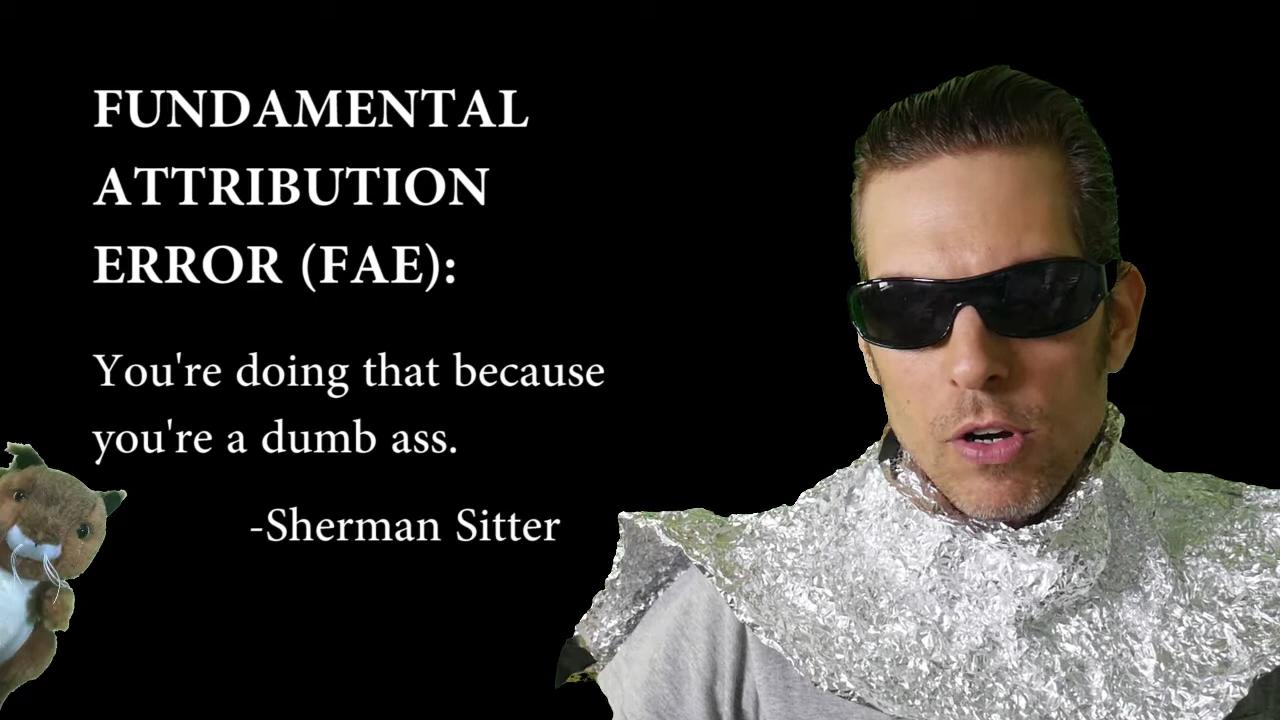 FUNDAMENTAL
ATTRIBUTION
ERROR (FAE):
You're doing that because
you're a dumb ass.
-Sherman Sitter